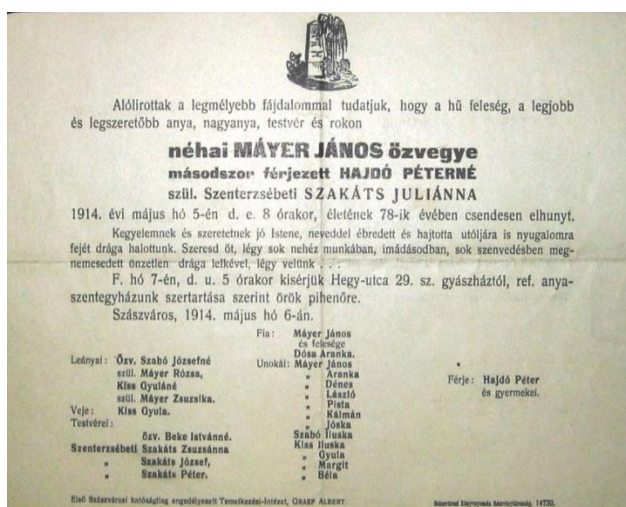 Alólirottak a legmélyebb fájdalommal tudatjuk, hogy a hü feleség, a legjobb
és legszeretőbb anya, nagyanya, testvér és rokon
néhai MÁYER JÁNOS özvegye
másodszor férjezett HAJDÓ PÉTERNÉ
szül. Szenterzsébeti SZAKÁTS JULIÁNNA
1914. évi május hó 5-én d. e. 8 órakor, életének 78-ik évében csendesen elhunyt.
Kegyelemnek és szeretetnek jó Istene, neveddel ébredett és hajtotta utóljára is nyugalomra
fejét drága halottunk. Szeresd őt, légy sok nehéz munkában, imádásodban, sok szenvedésben meg-
nemesedett önzetlen drága lelkével, légy velünk . . .
F. hó 7-én, d. u. 5 órakor kisérjük Hegy-utca 29. sz. gyászháztól, ref. anya-
szentegyházunk szertartása szerint örök pihenőre.
Szászváros, 1914. május hó 6-án.
Leányai: Özv. Szabó Józsefné
szül. Máyer Rózsa,
Kiss Gyuláné
szül. Máyer Zsuzsika.
Veje: Kiss Gyula.
Testvérei:
özv. Beke Istvánné.
Szenterzsébeti Szakáts Zsuzsánna
„ Szakáts József,
„ Szakáts Péter.
Fia: Máyer János
és felesége
Dósa Aranka.
Unokái: Máyer János
„ Aranka
„ Dénes
„ László
„ Pista
„ Kálmán
„ Jóska
Szabó Iluska
Kiss Iluska
„ Gyula
„ Margit
„ Béla
Férje: Hajdó Péter
és gyermekei.
Első Szászvárosi hatóságilag engedélyezett Temetkezési-Intézet, GRAEF ALBERT.
Szászvárosi Könyvnyomda Részvénytársaság. 14770.